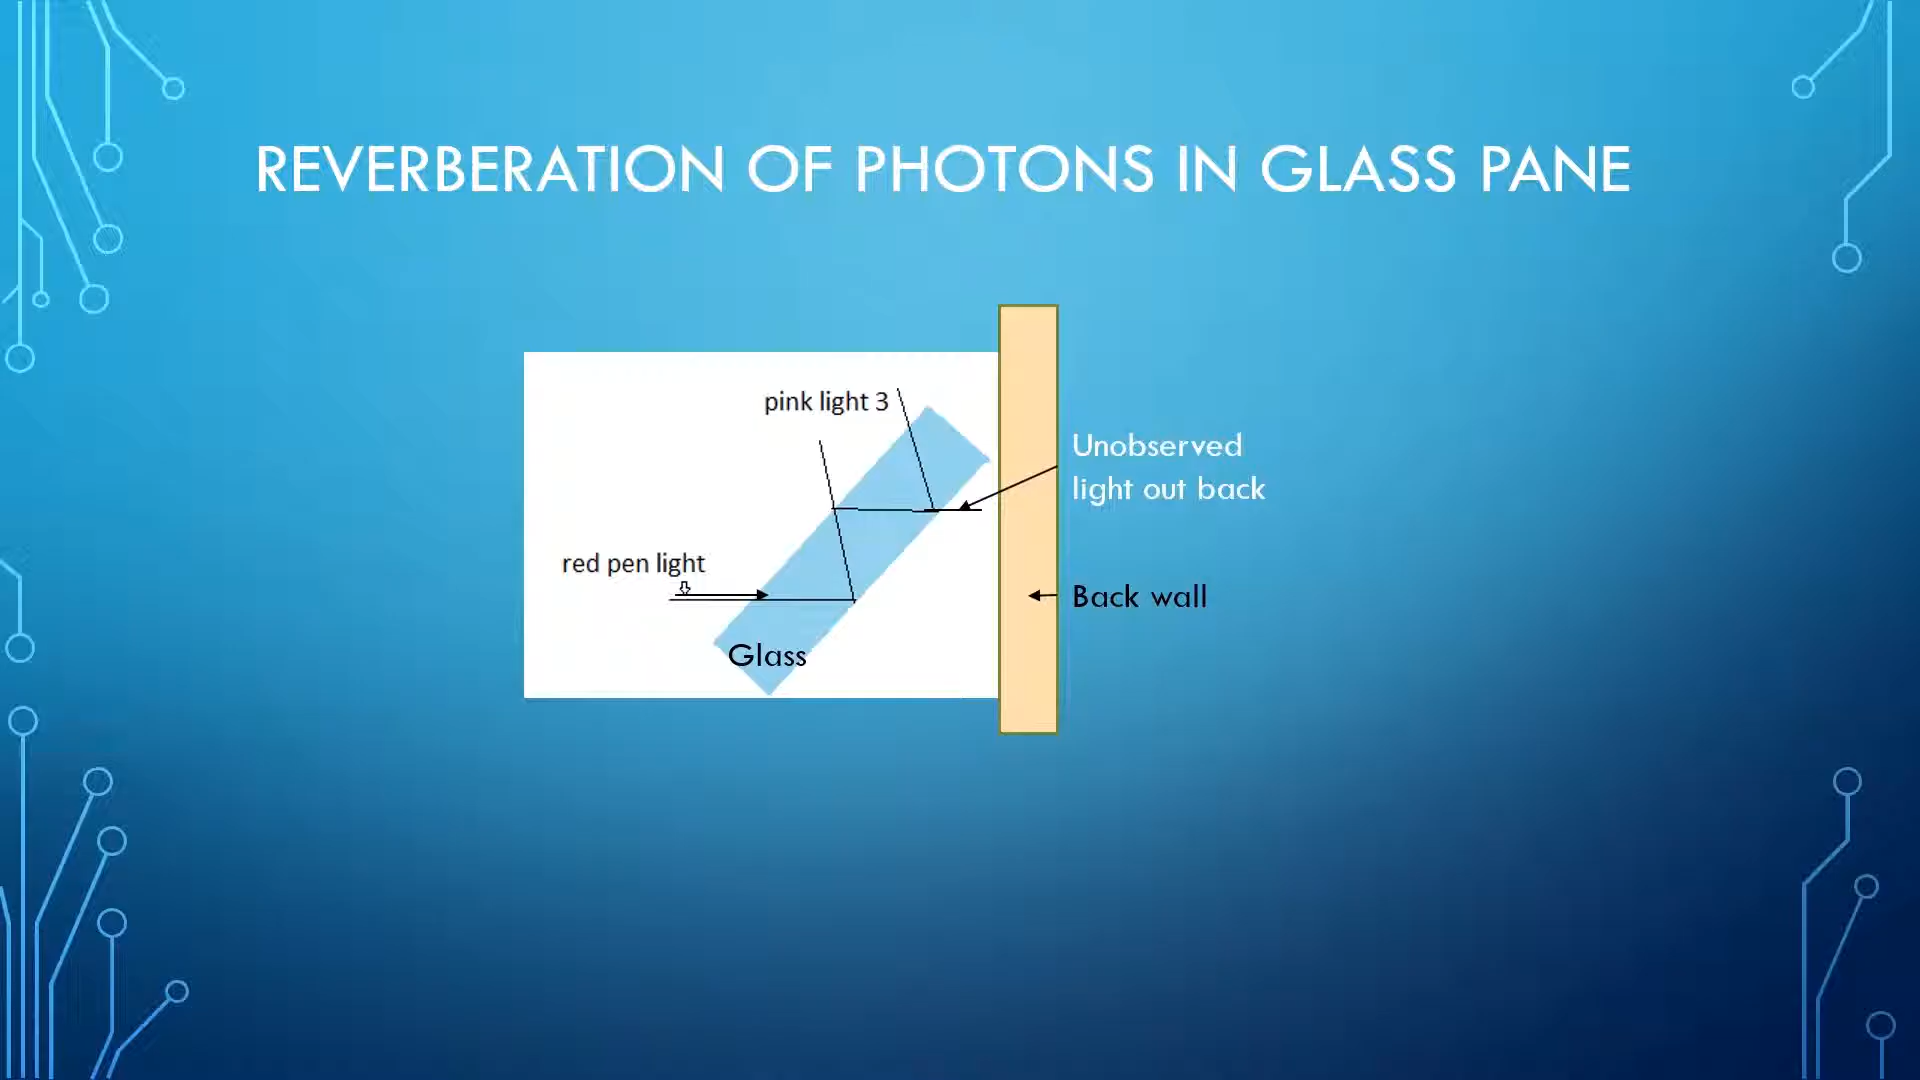 REVERBERATION OF PHOTONS IN GLASS PANE
pink light 3
Unobserved
light out back
red pen light
Back wall
Glass